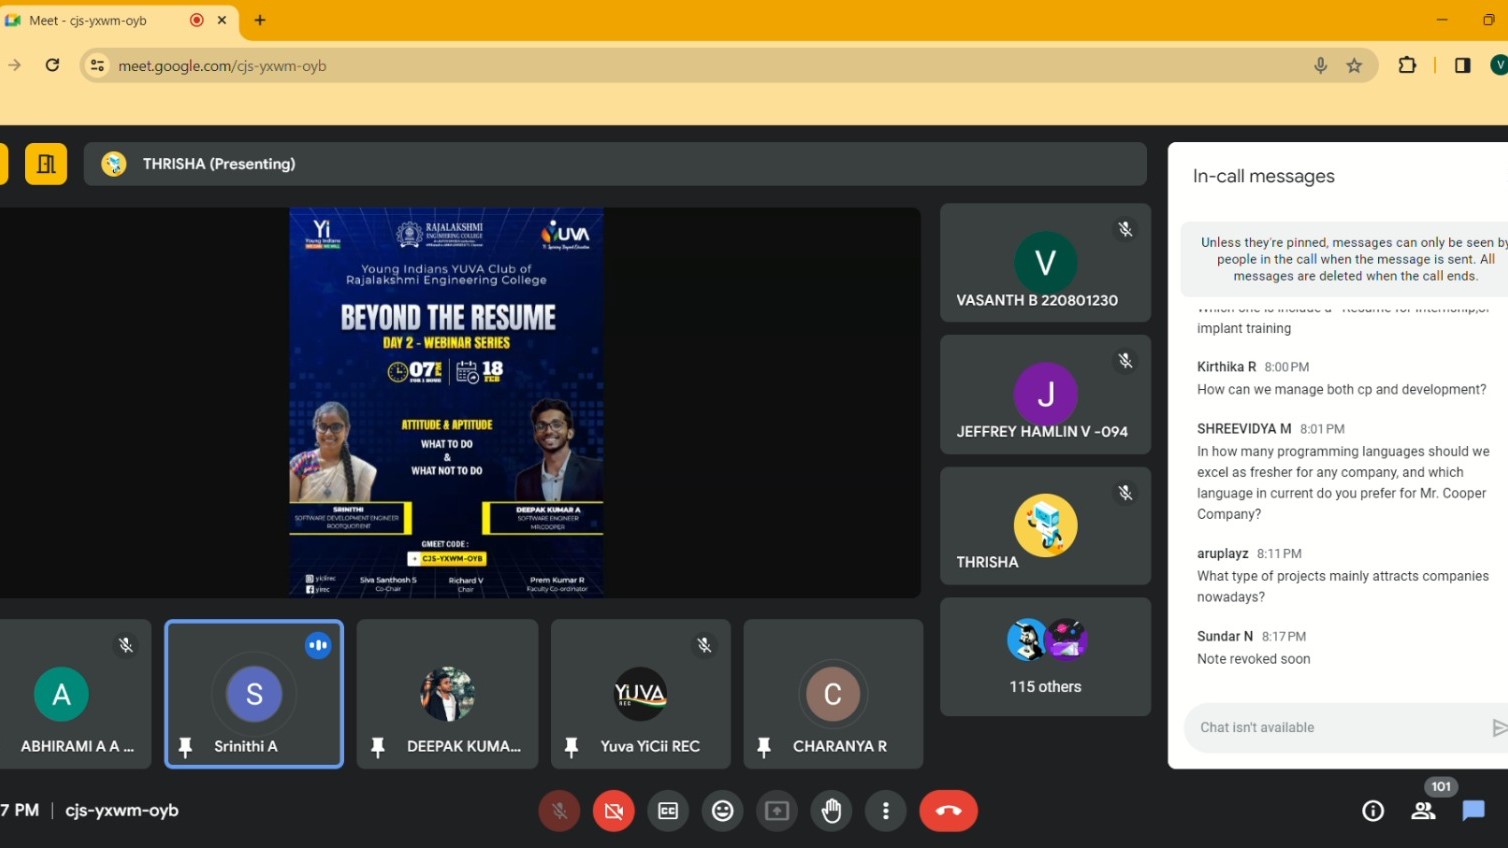 Meet - cjs-yxwm-oyb
meet.google.com/cjs-yxwm-oyb
V
THRISHA (Presenting)
Yi
Young Indians
RAJALAKSHMI
ENGINEERING COLLEGE
YUVA
Young Indians YUVA Club of
Rajalakshmi Engineering College
BEYOND THE RESUME
DAY 2 - WEBINAR SERIES
07 PM
FOR 1 HOUR
18
FEB
ATTITUDE & APTITUDE
WHAT TO DO
&
WHAT NOT TO DO
SRINITHI
SOFTWARE DEVELOPMENT ENGINEER
ROOTQUOTIENT
DEEPAK KUMAR A
SOFTWARE ENGINEER
MR.COOPER
GMEET CODE :
CJS-YXWM-OYB
yicirec
yirec
Siva Santhosh S
Co-Chair
Richard V
Chair
Prem Kumar R
Faculty Co-ordinator
V
VASANTH B 220801230
J
JEFFREY HAMLIN V -094
THRISHA
115 others
A
ABHIRAMI A A ...
S
Srinithi A
DEEPAK KUMA...
YUVA
REC
Yuva YiCii REC
C
CHARANYA R
In-call messages
Unless they're pinned, messages can only be seen by
people in the call when the message is sent. All
messages are deleted when the call ends.
implant training
Kirthika R 8:00 PM
How can we manage both cp and development?
SHREEVIDYA M 8:01 PM
In how many programming languages should we
excel as fresher for any company, and which
language in current do you prefer for Mr. Cooper
Company?
aruplayz 8:11 PM
What type of projects mainly attracts companies
nowadays?
Sundar N 8:17 PM
Note revoked soon
Chat isn't available
7 PM | cjs-yxwm-oyb
CC
101